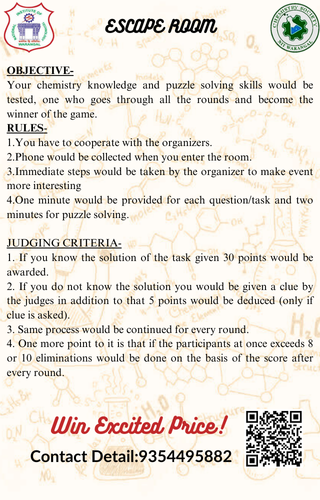 ESCAPE ROOM
OBJECTIVE-
Your chemistry knowledge and puzzle solving skills would be
tested, one who goes through all the rounds and become the
winner of the game.
RULES-
1.You have to cooperate with the organizers.
2.Phone would be collected when you enter the room.
3.Immediate steps would be taken by the organizer to make event
more interesting
4.One minute would be provided for each question/task and two
minutes for puzzle solving.
JUDGING CRITERIA-
1. If you know the solution of the task given 30 points would be
awarded.
2. If you do not know the solution you would be given a clue by
the judges in addition to that 5 points would be deducted (only if
clue is asked).
3. Same process would be continued for every round.
4. One more point to it is that if the participants at once exceeds 8
or 10 eliminations would be done on the basis of the score after
every round.
Win Excited Price!
Contact Detail:9354495882